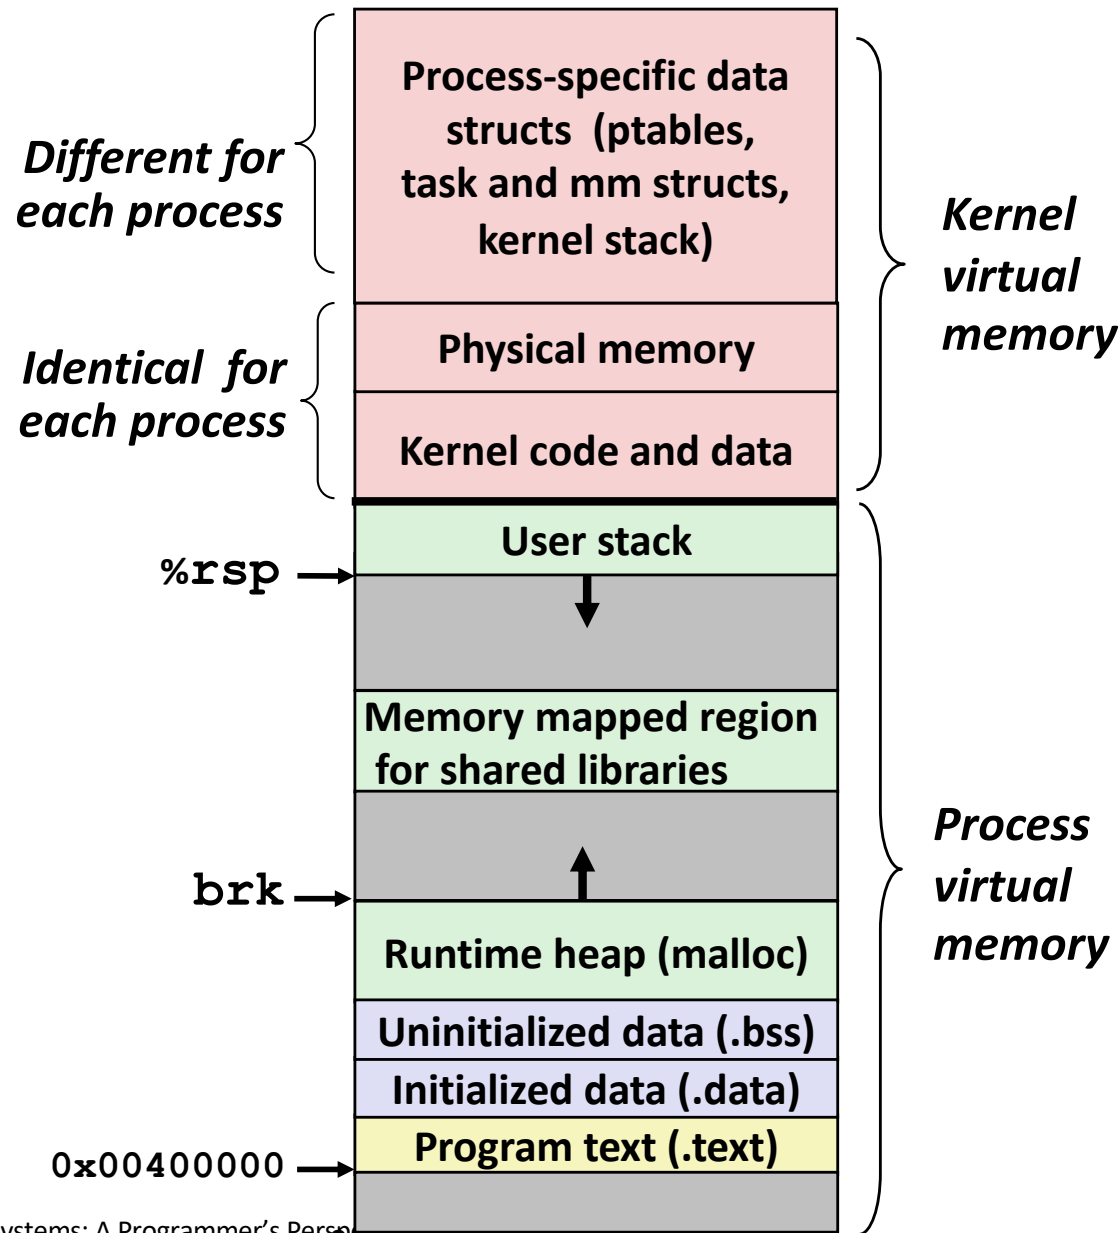 Process-specific data
structs (ptables,
task and mm structs,
kernel stack)
Different for
each process
Kernel
virtual
memory
Physical memory
Identical for
each process
Kernel code and data
User stack
%rsp
Memory mapped region
for shared libraries
Process
virtual
memory
brk
Runtime heap (malloc)
Uninitialized data (.bss)
Initialized data (.data)
Program text (.text)
0x00400000
ystems: A Programmer's